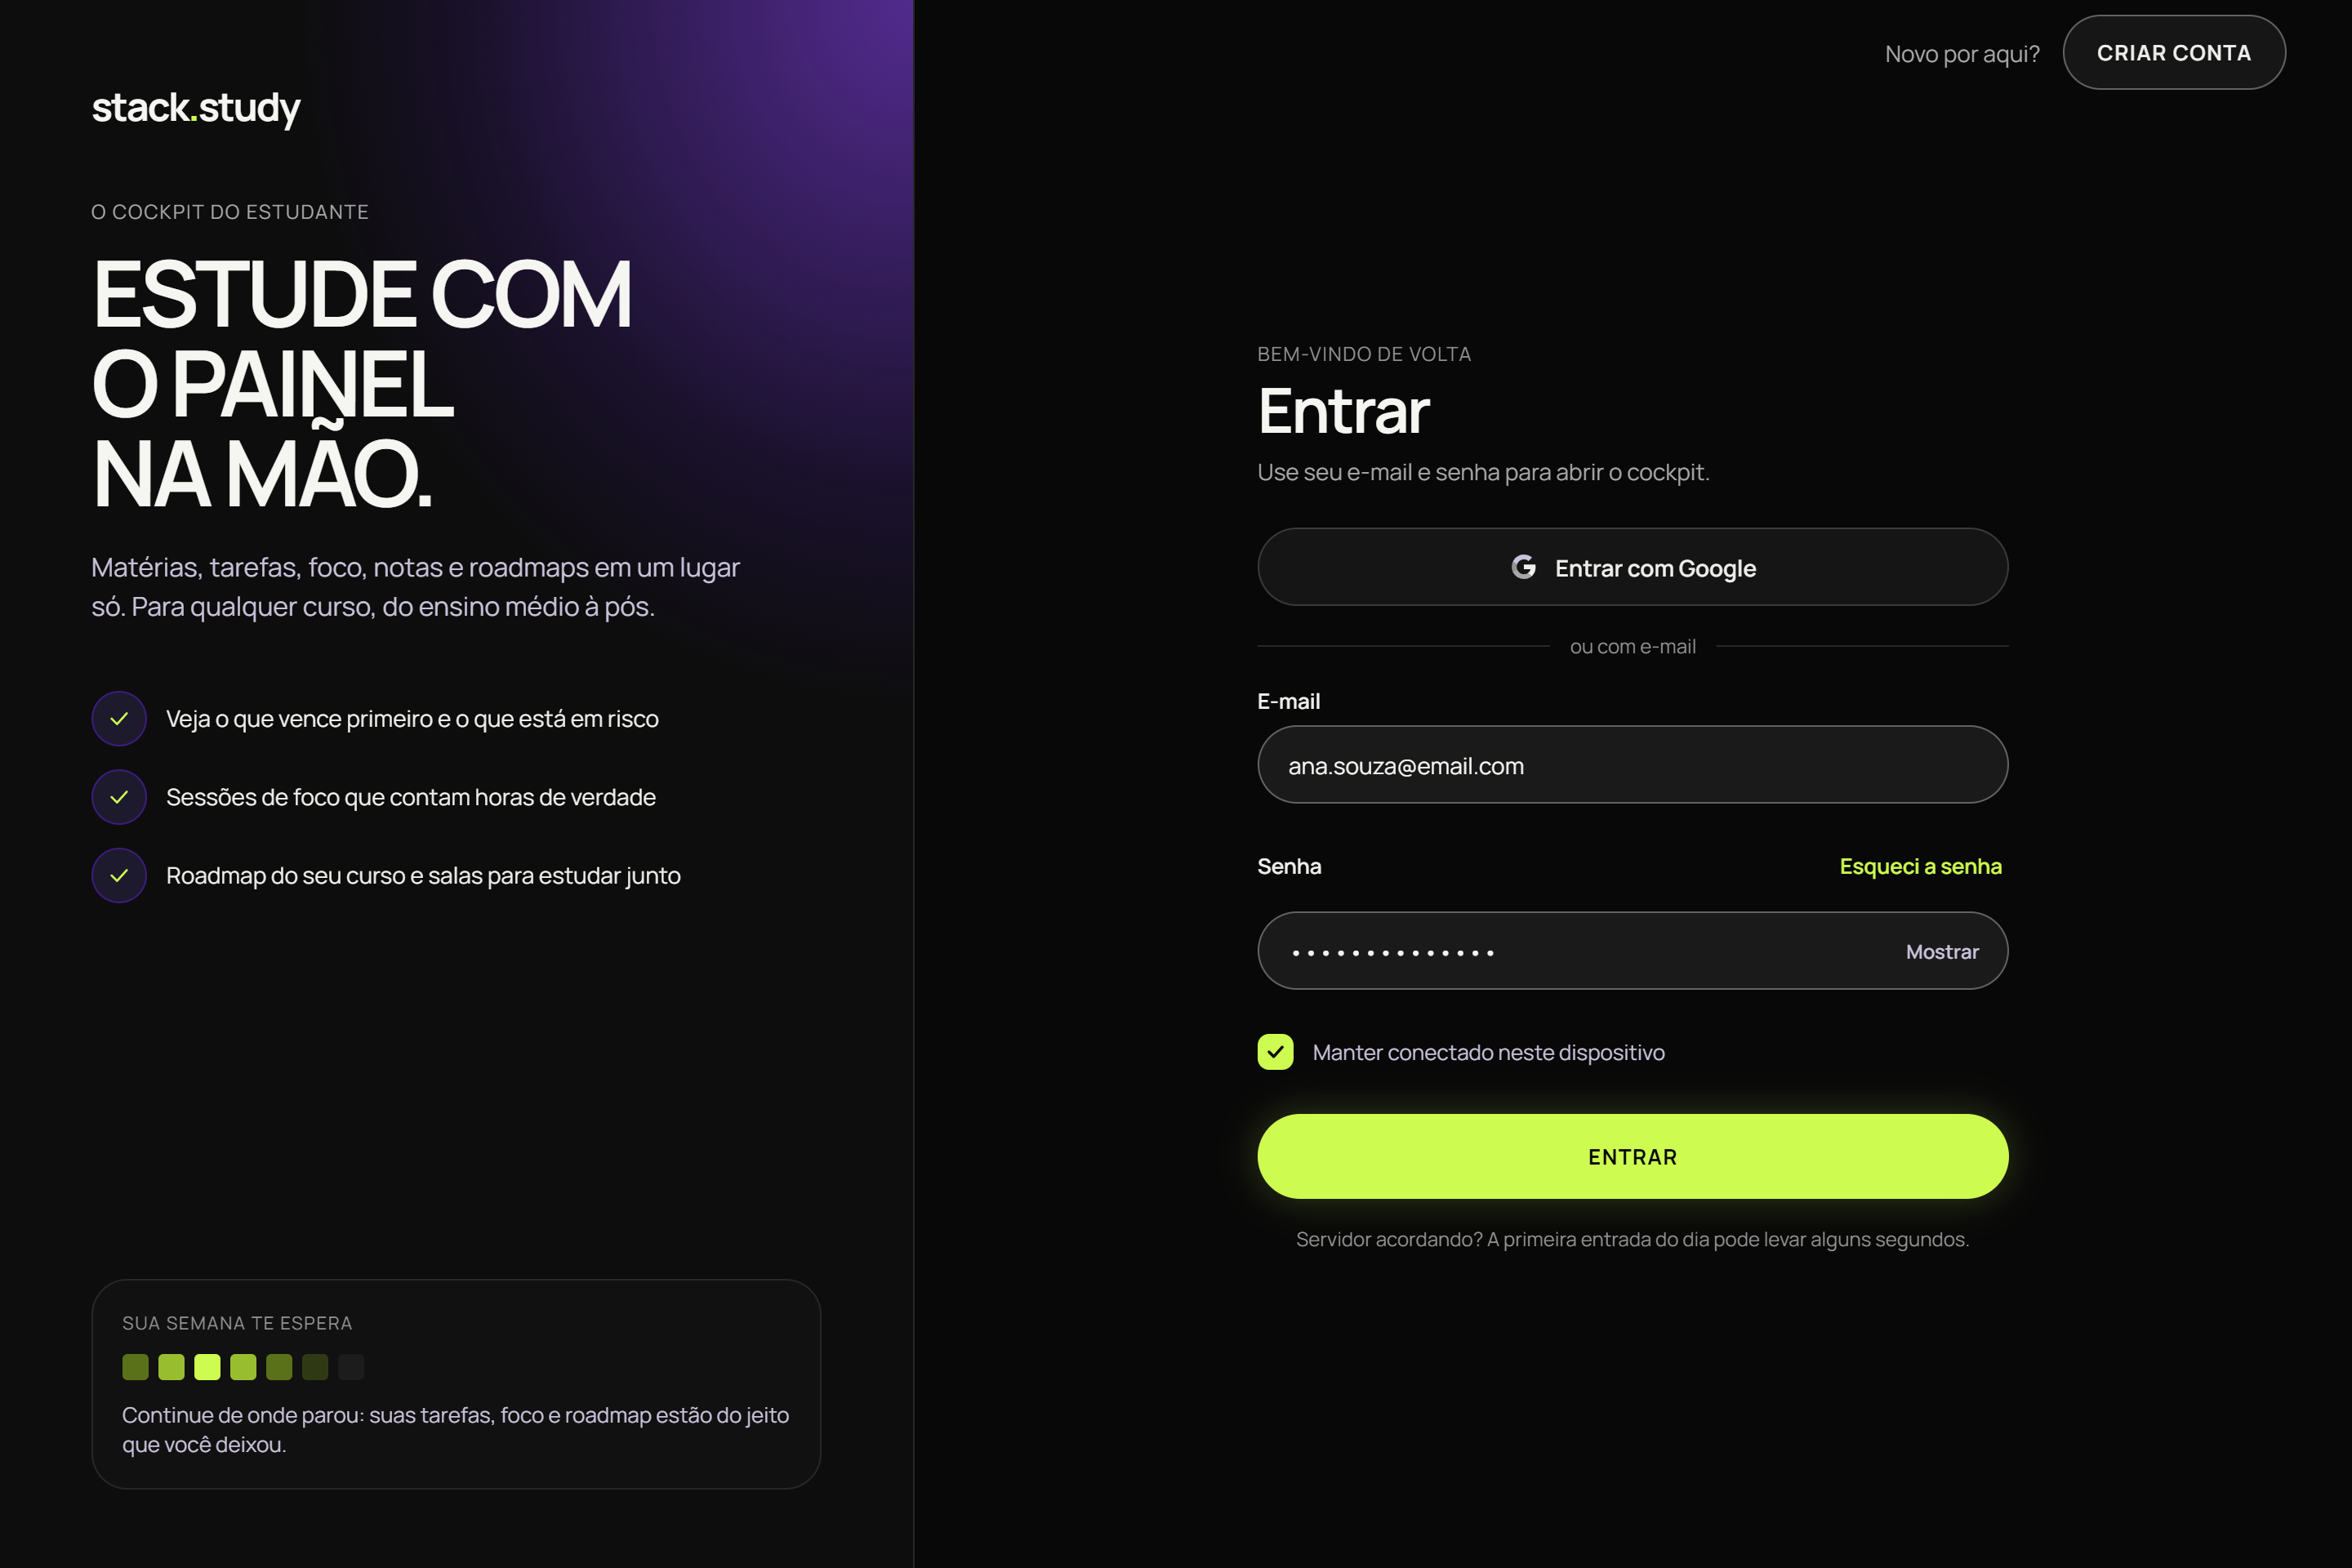 stack.study
O COCKPIT DO ESTUDANTE
ESTUDE COM
O PAINEL
NA MÃO.
Matérias, tarefas, foco, notas e roadmaps em um lugar
só. Para qualquer curso, do ensino médio à pós.
Veja o que vence primeiro e o que está em risco
Sessões de foco que contam horas de verdade
Roadmap do seu curso e salas para estudar junto
SUA SEMANA TE ESPERA
Continue de onde parou: suas tarefas, foco e roadmap estão do jeito
que você deixou.
Novo por aqui?
CRIAR CONTA
BEM-VINDO DE VOLTA
Entrar
Use seu e-mail e senha para abrir o cockpit.
Entrar com Google
ou com e-mail
E-mail
ana.souza@email.com
Senha
Esqueci a senha
••••••••••••••
Mostrar
Manter conectado neste dispositivo
ENTRAR
Servidor acordando? A primeira entrada do dia pode levar alguns segundos.